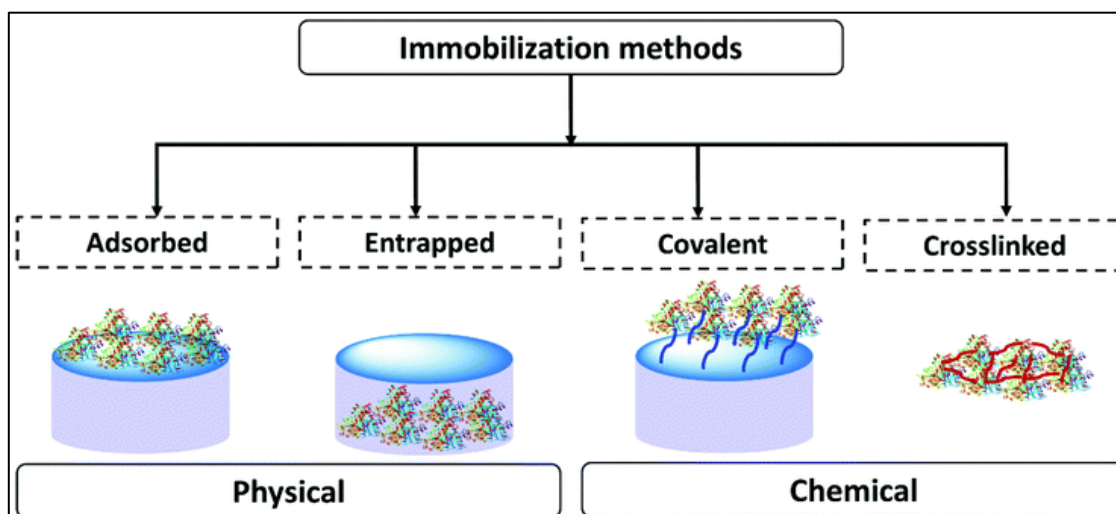 Immobilization methods
Adsorbed
Entrapped
Covalent
Crosslinked
Physical
Chemical